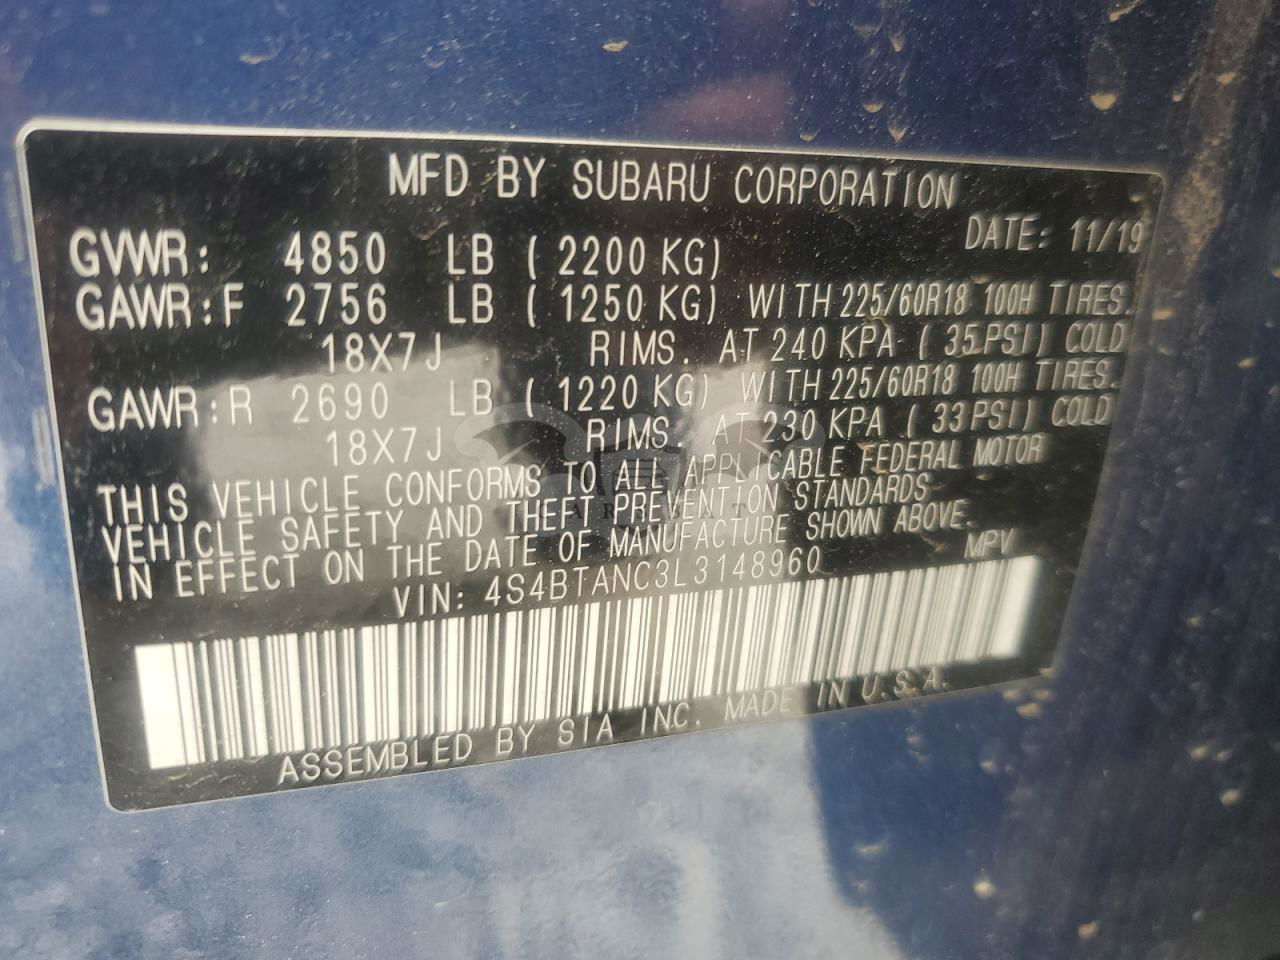 MFD BY SUBARU CORPORATION
DATE: 11/19
GVWR: 4850 LB ( 2200 KG)
GAWR:F 2756 LB ( 1250 KG) WITH 225/60R18 100H TIRES.
18X7J RIMS. AT 240 KPA ( 35 PSI) COLD
GAWR:R 2690 LB ( 1220 KG) WITH 225/60R18 100H TIRES.
18X7J RIMS. AT 230 KPA ( 33 PSI) COLD
THIS VEHICLE CONFORMS TO ALL APPLICABLE FEDERAL MOTOR
VEHICLE SAFETY AND THEFT PREVENTION STANDARDS
IN EFFECT ON THE DATE OF MANUFACTURE SHOWN ABOVE.
VIN: 4S4BTANC3L3148960 MPV
ASSEMBLED BY SIA INC. MADE IN U.S.A.